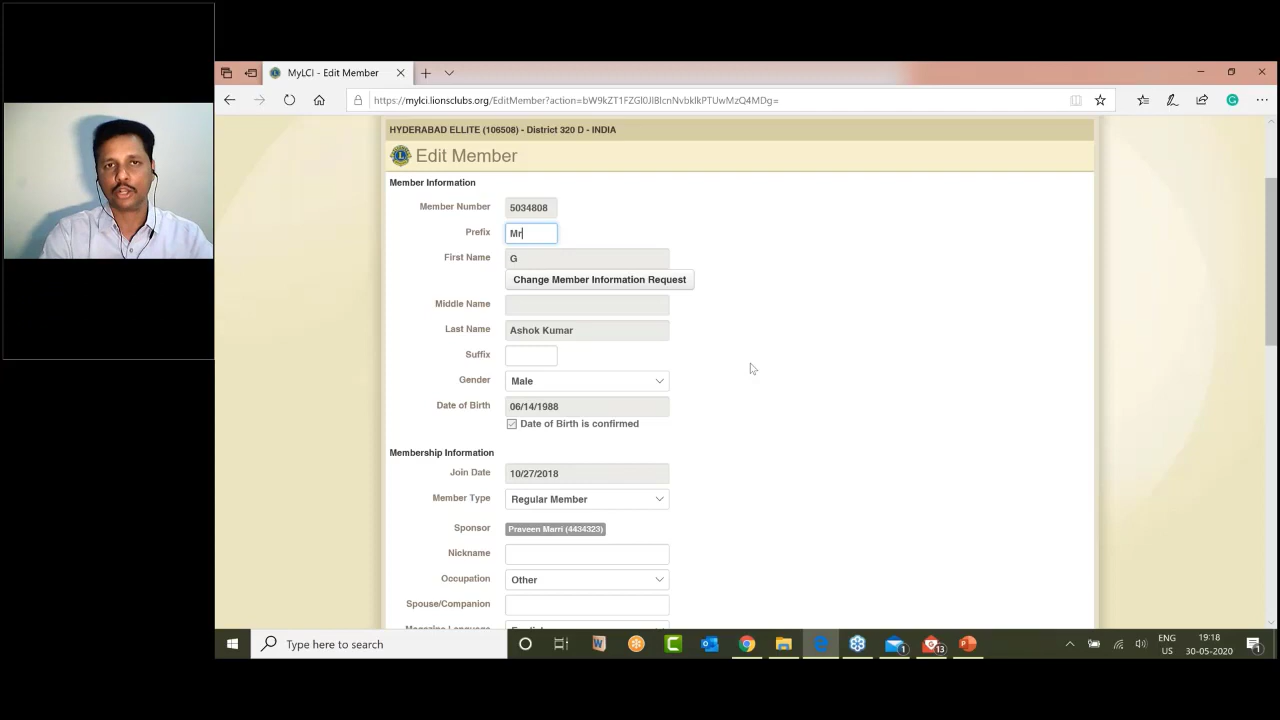 MyLCI - Edit Member
https://mylci.lionsclubs.org/EditMember?action=
HYDERABAD ELLITE (106508) - District 320 D - INDIA
Edit Member
Member Information
Member Number 5034808
Prefix Mr
First Name G
Change Member Information Request
Middle Name
Last Name Ashok Kumar
Suffix
Gender Male
Date of Birth 06/14/1988
Date of Birth is confirmed
Membership Information
Join Date 10/27/2018
Member Type Regular Member
Sponsor Praveen Marri (4434323)
Nickname
Occupation Other
Spouse/Companion
Magazine Language English
Type here to search
ENG 19:18
US 30-05-2020